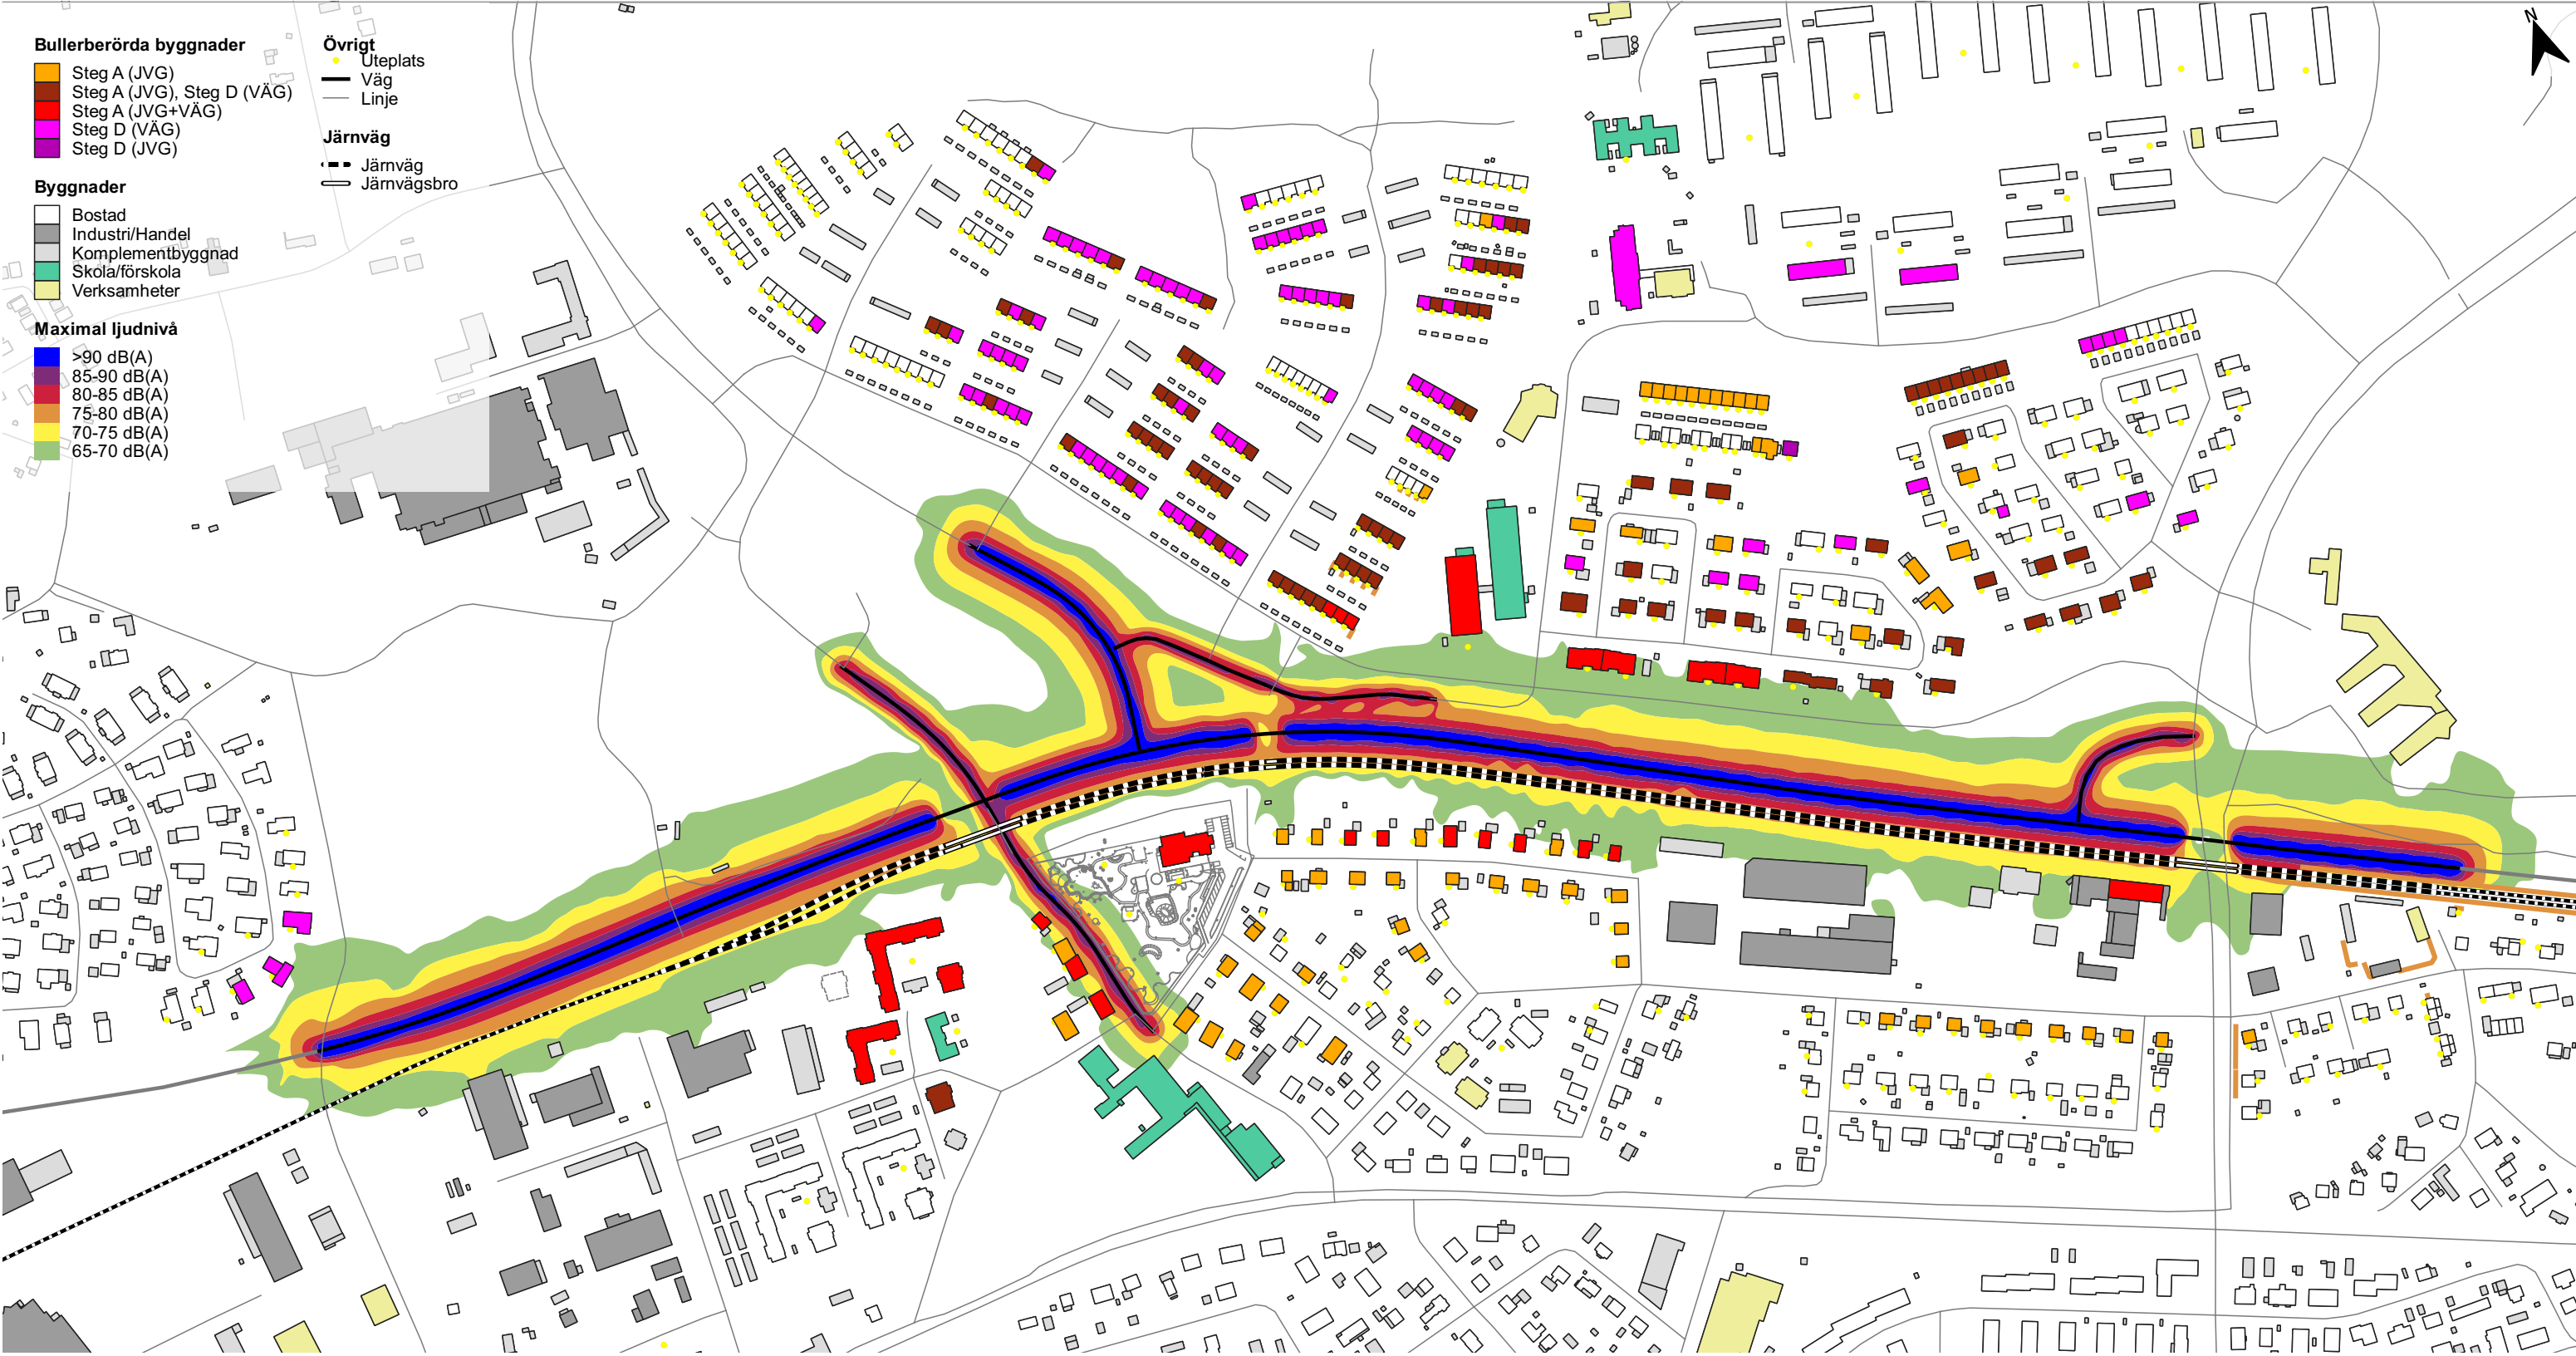 Bullerberörda byggnader
Steg A (JVG)
Steg A (JVG), Steg D (VÄG)
Steg A (JVG+VÄG)
Steg D (VÄG)
Steg D (JVG)
Byggnader
Bostad
Industri/Handel
Komplementbyggnad
Skola/förskola
Verksamheter
Maximal ljudnivå
>90 dB(A)
85-90 dB(A)
80-85 dB(A)
75-80 dB(A)
70-75 dB(A)
65-70 dB(A)
Övrigt
Uteplats
Väg
Linje
Järnväg
Järnväg
Järnvägsbro
N